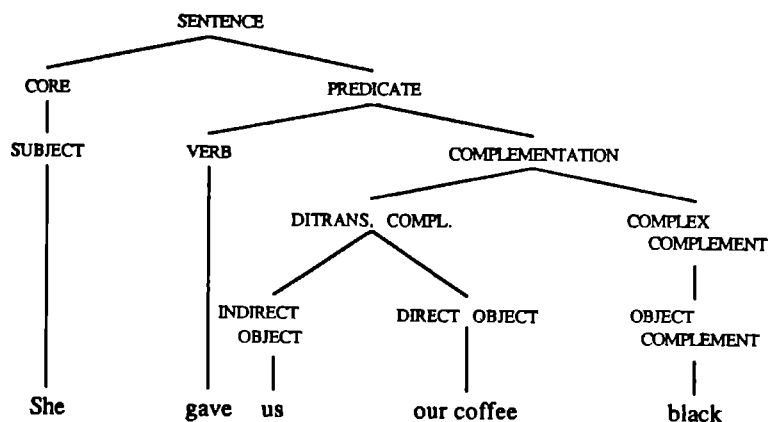 SENTENCE
CORE PREDICATE
SUBJECT VERB COMPLEMENTATION
DITRANS. COMPL. COMPLEX
COMPLEMENT
INDIRECT DIRECT OBJECT OBJECT
OBJECT COMPLEMENT
She gave us our coffee black